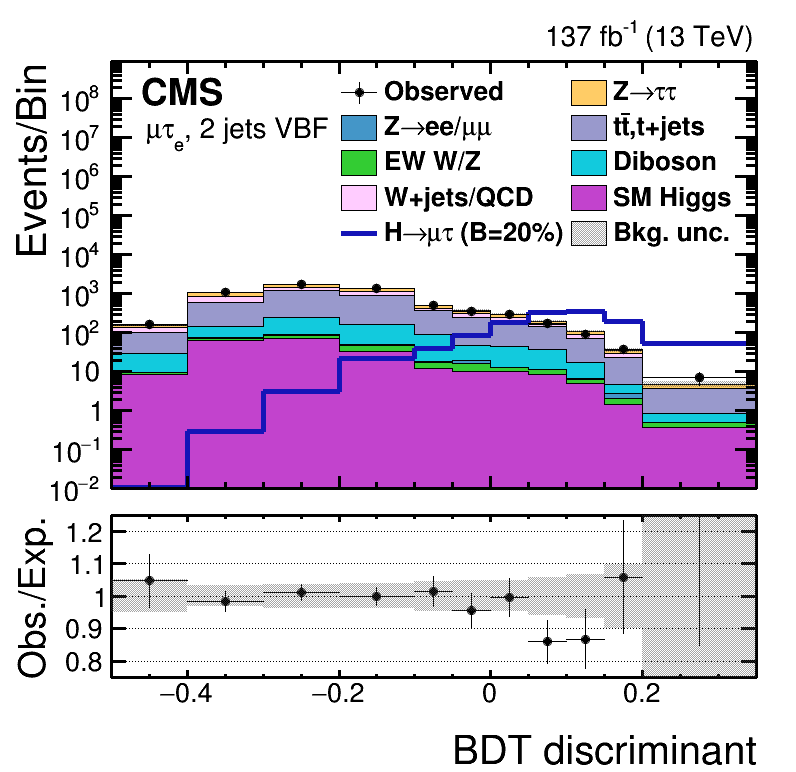 137 fb⁻¹ (13 TeV)
Events/Bin
CMS
μτₑ, 2 jets VBF
Observed
Z→ττ
Z→ee/μμ
tt̄,t+jets
EW W/Z
Diboson
W+jets/QCD
SM Higgs
H→μτ (B=20%)
Bkg. unc.
10⁸
10⁷
10⁶
10⁵
10⁴
10³
10²
10
1
10⁻¹
10⁻²
Obs./Exp.
1.2
1.1
1
0.9
0.8
−0.4 −0.2 0 0.2
BDT discriminant